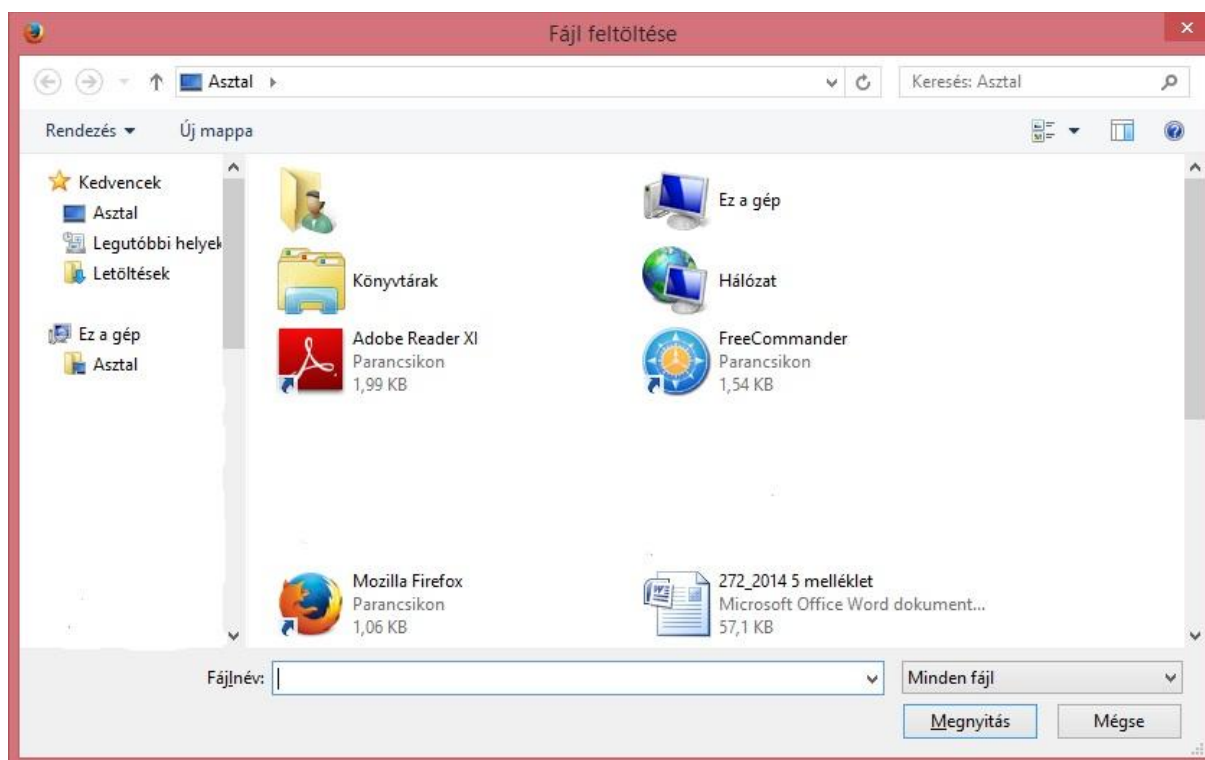 Fájl feltöltése
Asztal
Keresés: Asztal
Rendezés
Új mappa
Kedvencek
Asztal
Legutóbbi helyek
Letöltések
Ez a gép
Asztal
Ez a gép
Könyvtárak
Hálózat
Adobe Reader XI
Parancsikon
1,99 KB
FreeCommander
Parancsikon
1,54 KB
Mozilla Firefox
Parancsikon
1,06 KB
272_2014 5 melléklet
Microsoft Office Word dokument...
57,1 KB
Fájlnév:
Minden fájl
Megnyitás
Mégse